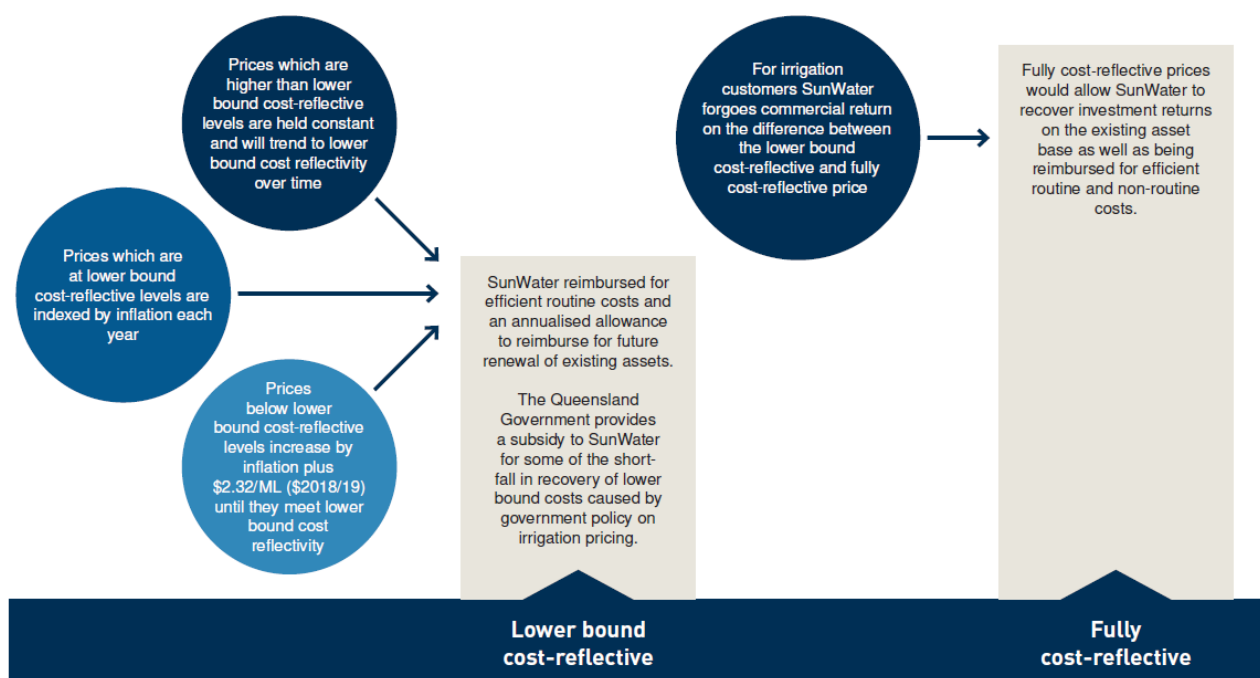 Prices which are
higher than lower
bound cost-reflective
levels are held constant
and will trend to lower
bound cost reflectivity
over time
Prices which are
at lower bound
cost-reflective levels are
indexed by inflation each
year
Prices
below lower
bound cost-reflective
levels increase by
inflation plus
$2.32/ML ($2018/19)
until they meet lower
bound cost
reflectivity
SunWater reimbursed for
efficient routine costs and
an annualised allowance
to reimburse for future
renewal of existing assets.
The Queensland
Government provides
a subsidy to SunWater
for some of the short-
fall in recovery of lower
bound costs caused by
government policy on
irrigation pricing.
Lower bound
cost-reflective
For irrigation
customers SunWater
forgoes commercial return
on the difference between
the lower bound
cost-reflective and fully
cost-reflective price
Fully cost-reflective prices
would allow SunWater to
recover investment returns
on the existing asset
base as well as being
reimbursed for efficient
routine and non-routine
costs.
Fully
cost-reflective